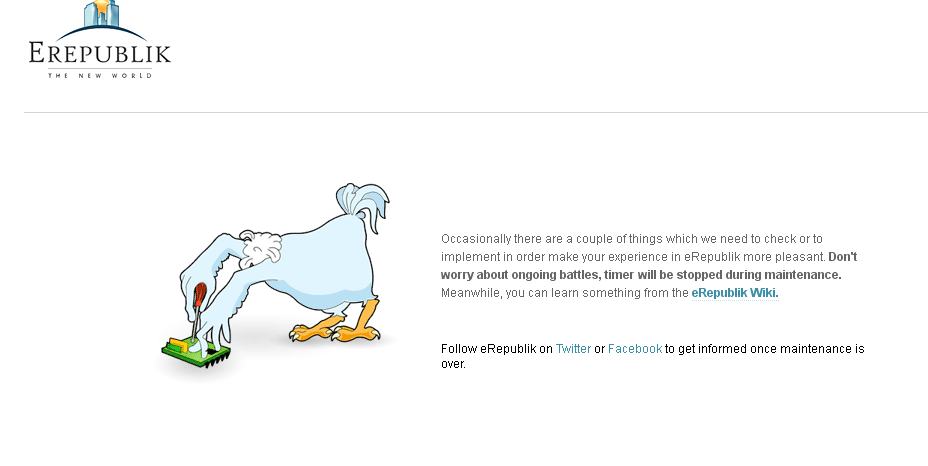 EREPUBLIK
THE NEW WORLD
Occasionally there are a couple of things which we need to check or to
implement in order make your experience in eRepublik more pleasant. Don't
worry about ongoing battles, timer will be stopped during maintenance.
Meanwhile, you can learn something from the eRepublik Wiki.
Follow eRepublik on Twitter or Facebook to get informed once maintenance is
over.